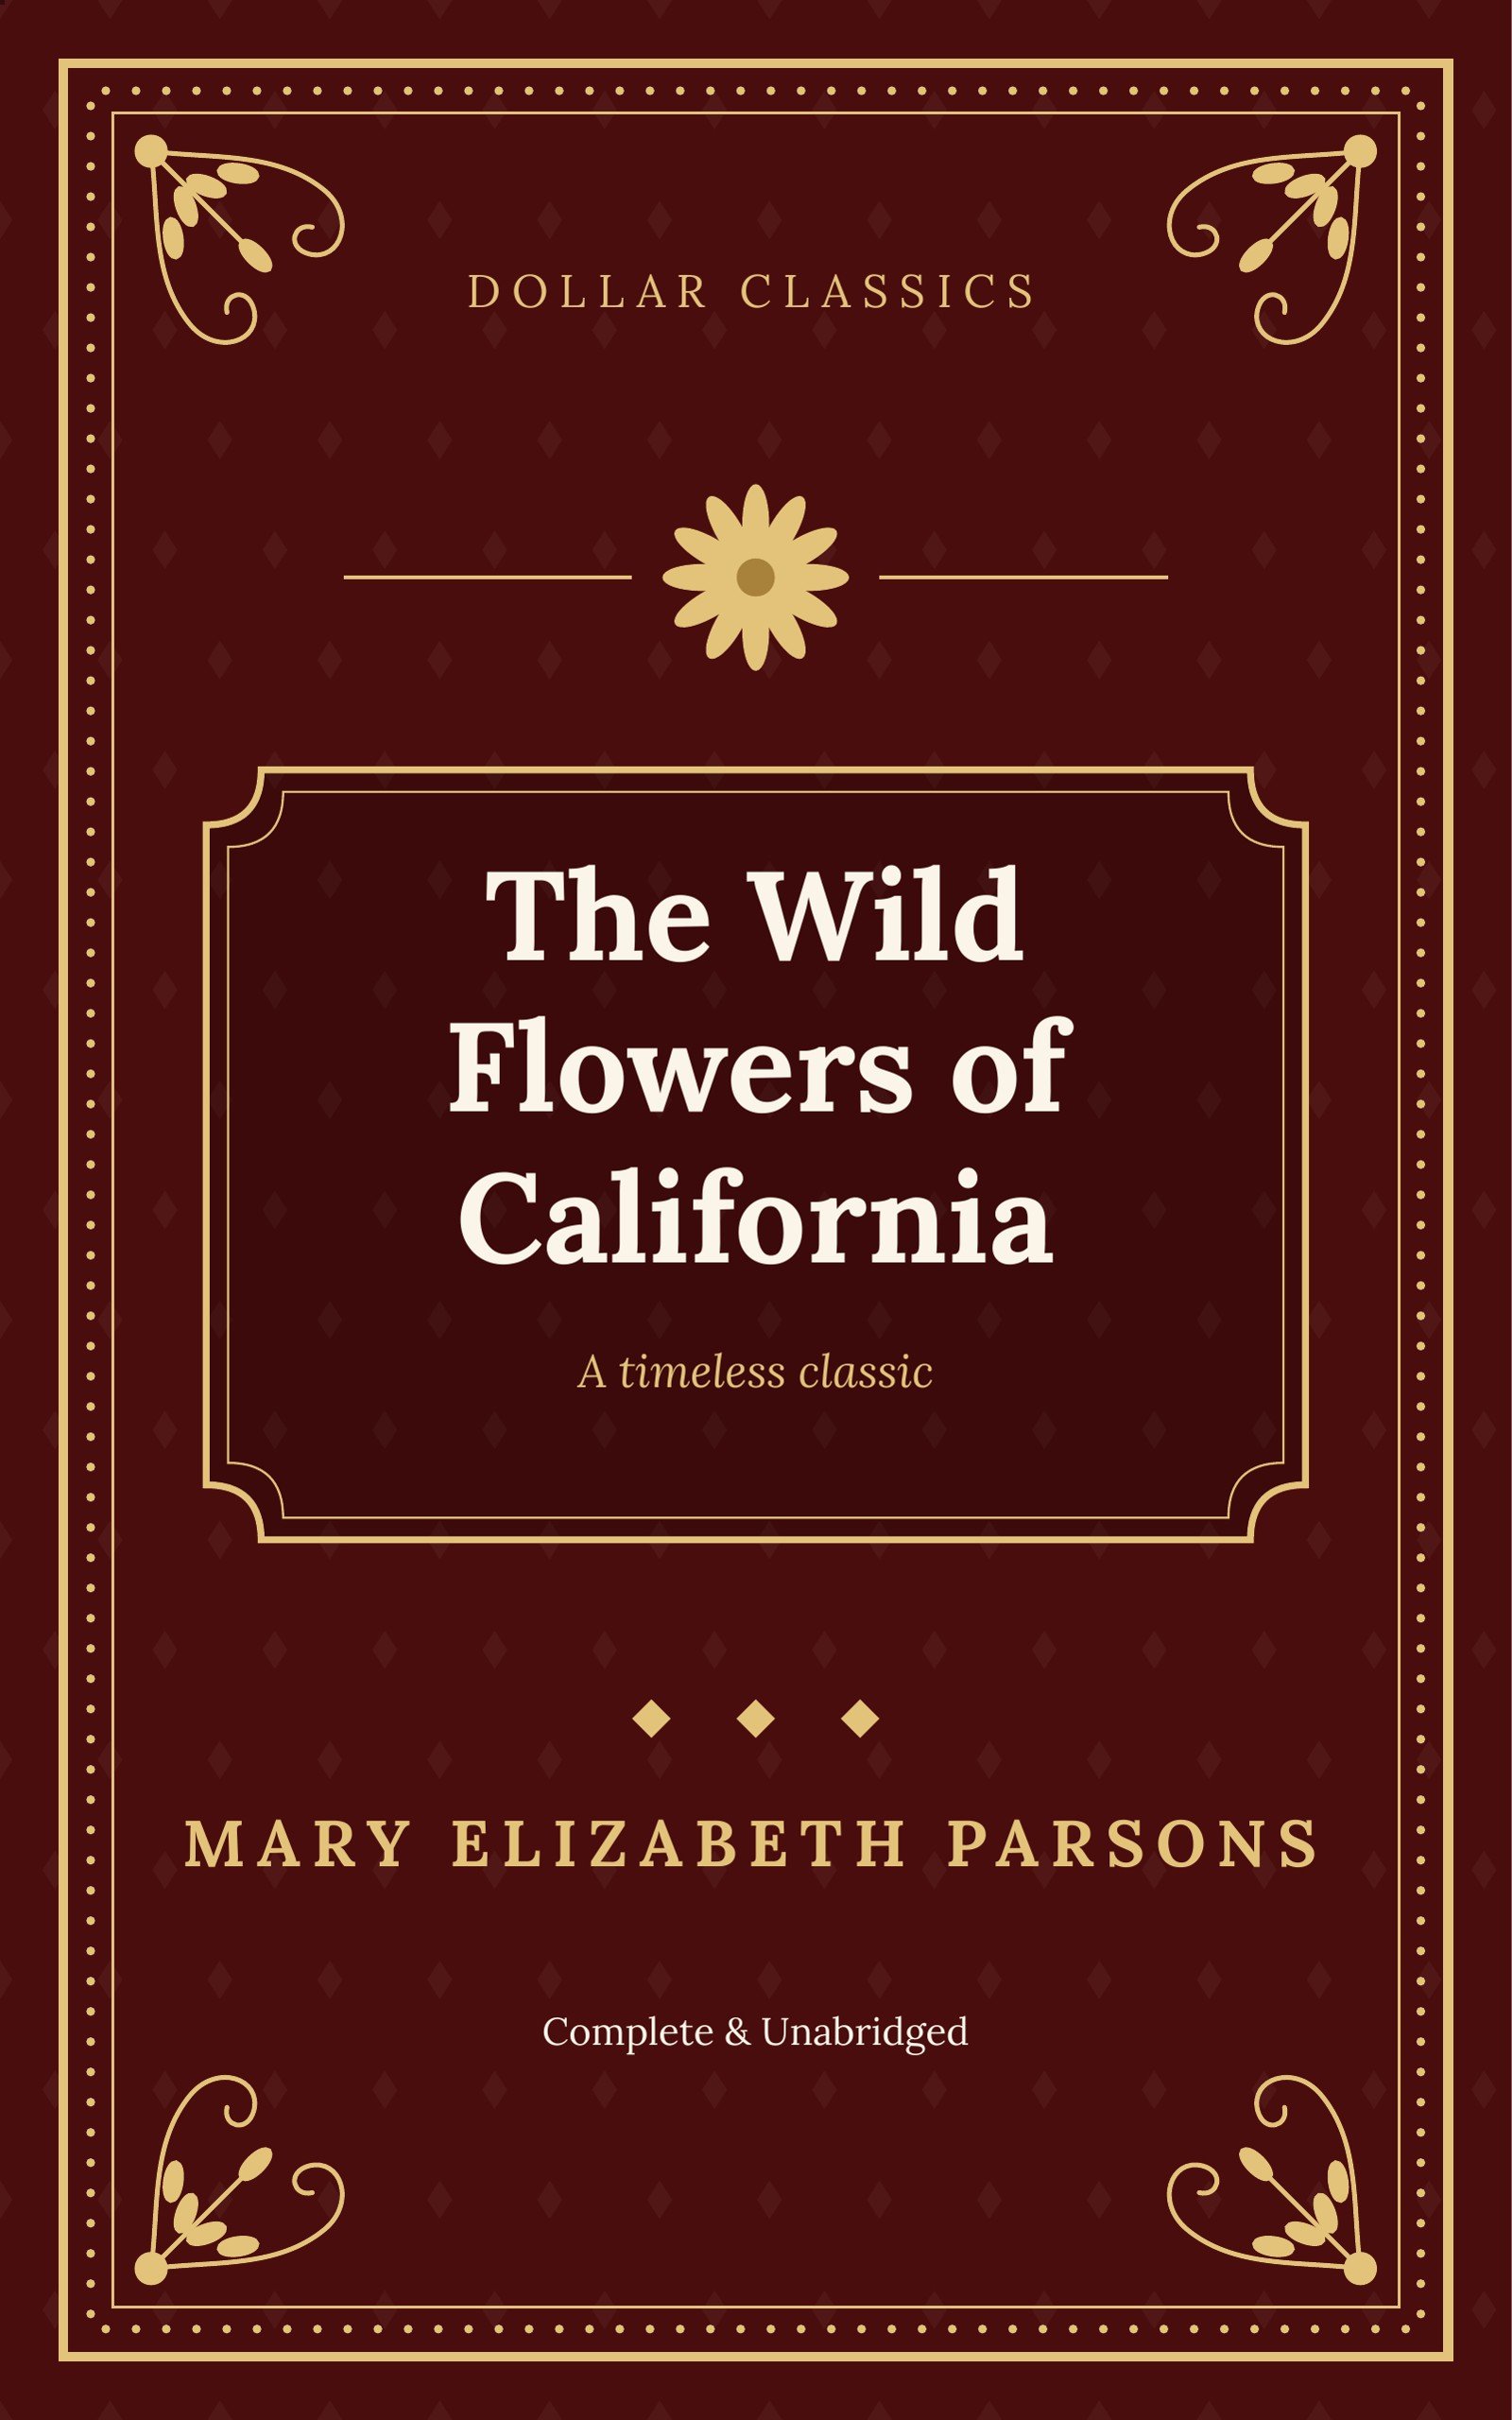 DOLLAR CLASSICS
The Wild
Flowers of
California
A timeless classic
MARY ELIZABETH PARSONS
Complete & Unabridged